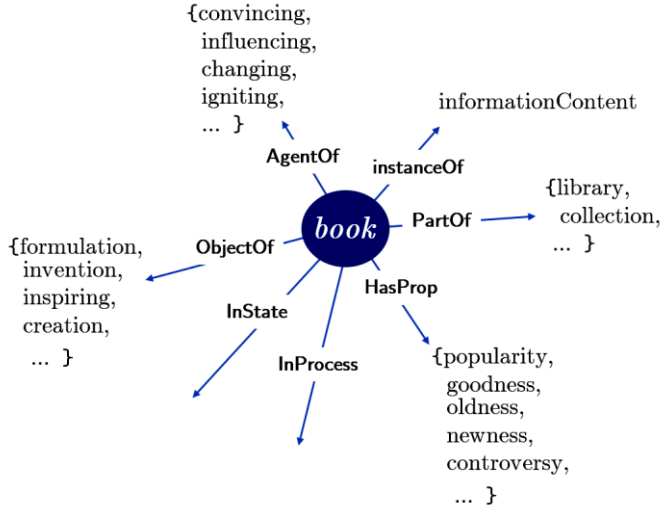 {convincing,
influencing,
changing,
igniting,
... }
informationContent
AgentOf
instanceOf
{library,
collection,
... }
PartOf
book
ObjectOf
{formulation,
invention,
inspiring,
creation,
... }
HasProp
InState
InProcess
{popularity,
goodness,
oldness,
newness,
controversy,
... }